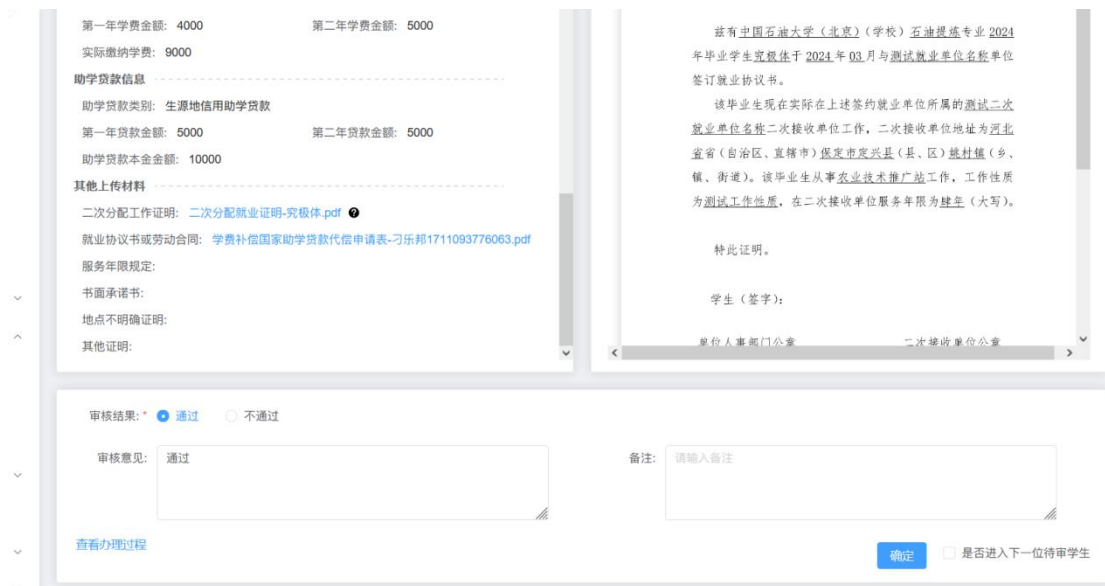 第一年学费金额: 4000 第二年学费金额: 5000
实际缴纳学费: 9000
助学贷款信息
助学贷款类别: 生源地信用助学贷款
第一年贷款金额: 5000 第二年贷款金额: 5000
助学贷款本金金额: 10000
其他上传材料
二次分配工作证明: 二次分配就业证明-究极体.pdf
就业协议书或劳动合同: 学费补偿国家助学贷款代偿申请表-刁乐邦1711093776063.pdf
服务年限规定:
书面承诺书:
地点不明确证明:
其他证明:
兹有中国石油大学（北京）（学校）石油提炼专业 2024
年毕业学生究极体于 2024 年 03 月与测试就业单位名称单位
签订就业协议书。
该毕业生现在实际在上述签约就业单位所属的测试二次
就业单位名称二次接收单位工作，二次接收单位地址为河北
省省（自治区、直辖市）保定市定兴县（县、区）姚村镇（乡、
镇、街道）。该毕业生从事农业技术推广站工作，工作性质
为测试工作性质，在二次接收单位服务年限为肆年（大写）。
特此证明。
学生（签字）：
单位人事部门公章 二次接收单位公章
审核结果: * 通过 不通过
审核意见: 通过 备注: 请输入备注
查看办理过程 确定 是否进入下一位待审学生